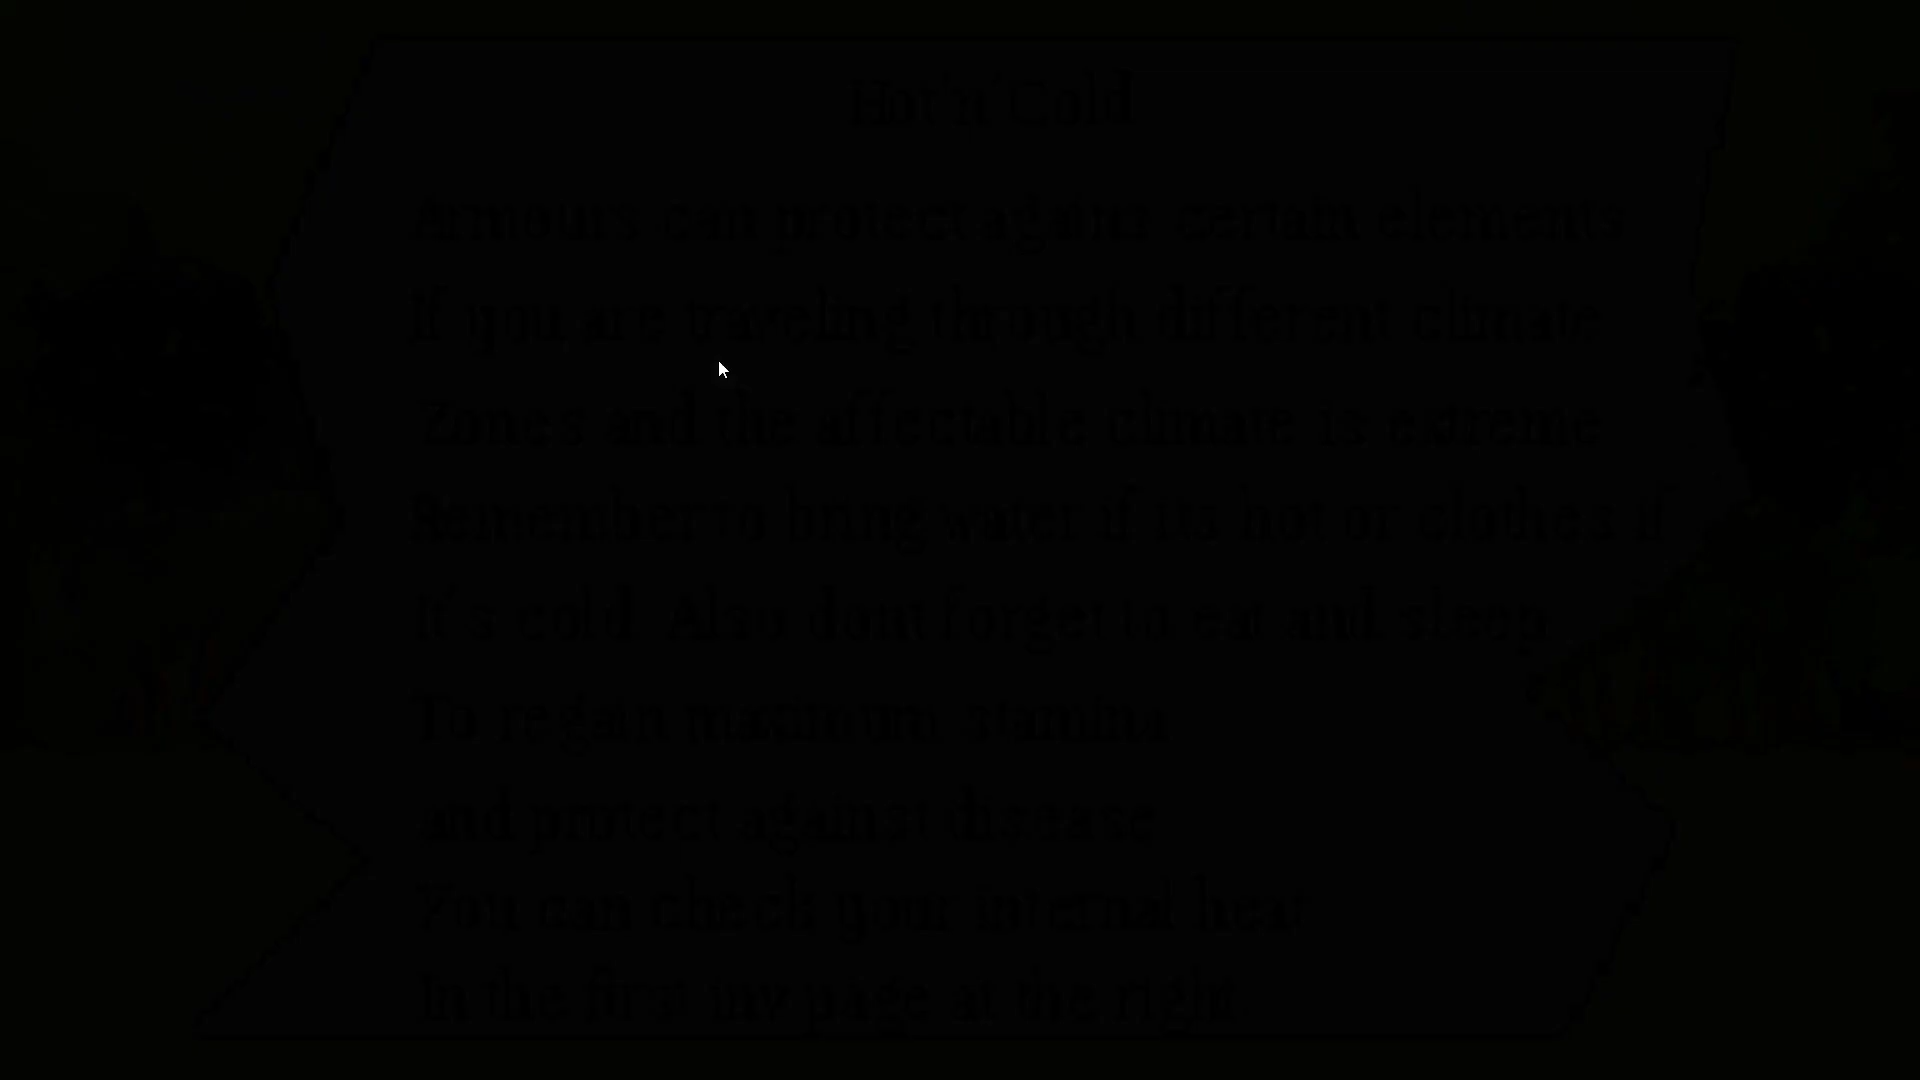 Hot'n'Cold
Armours can protect agains certain elements
If you are traveling through different climate
Zones and the affectable climate is extreme
Remember to bring water if its hot or clothes if
It's cold. Also dont forget to eat and sleep
To regain maximum stamina
and protect against disease
You can check your internal heat
In the first inv page at the right